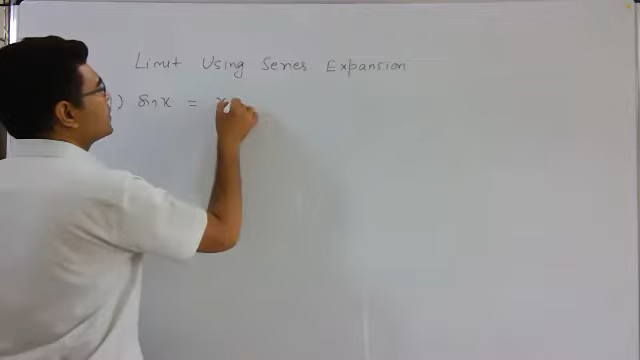 Limit Using Series Expansion
) sin x = x